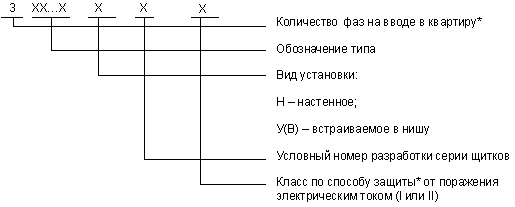 3 XX...X X X X
Количество фаз на вводе в квартиру*
Обозначение типа
Вид установки:
Н – настенное;
У(В) – встраиваемое в нишу
Условный номер разработки серии щитков
Класс по способу защиты* от поражения
электрическим током (I или II)